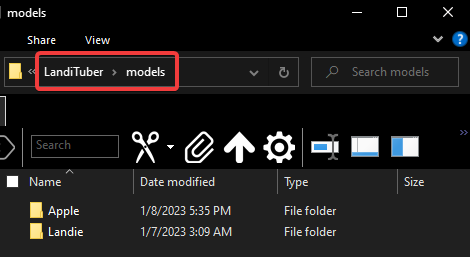 models
Share View
« LandiTuber > models
Search models
Search
Name Date modified Type Size
Apple 1/8/2023 5:35 PM File folder
Landie 1/7/2023 3:09 AM File folder